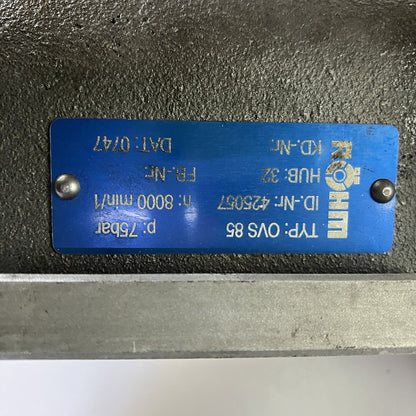 RÖHM
TYP: OVS 85
p: 75bar
ID.-Nr: 425057
n: 8000 min/1
HUB: 32
FB.-Nr:
KD.-Nr:
DAT: 0747